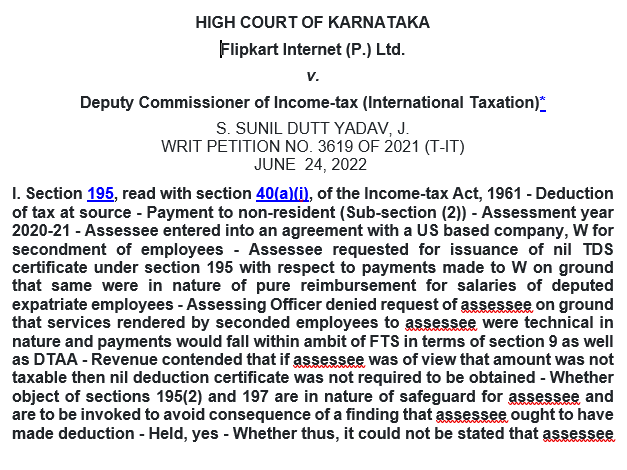 HIGH COURT OF KARNATAKA
Flipkart Internet (P.) Ltd.
v.
Deputy Commissioner of Income-tax (International Taxation)*
S. SUNIL DUTT YADAV, J.
WRIT PETITION NO. 3619 OF 2021 (T-IT)
JUNE 24, 2022
I. Section 195, read with section 40(a)(i), of the Income-tax Act, 1961 - Deduction
of tax at source - Payment to non-resident (Sub-section (2)) - Assessment year
2020-21 - Assessee entered into an agreement with a US based company, W for
secondment of employees - Assessee requested for issuance of nil TDS
certificate under section 195 with respect to payments made to W on ground
that same were in nature of pure reimbursement for salaries of deputed
expatriate employees - Assessing Officer denied request of assessee on ground
that services rendered by seconded employees to assessee were technical in
nature and payments would fall within ambit of FTS in terms of section 9 as well
as DTAA - Revenue contended that if assessee was of view that amount was not
taxable then nil deduction certificate was not required to be obtained - Whether
object of sections 195(2) and 197 are in nature of safeguard for assessee and
are to be invoked to avoid consequence of a finding that assessee ought to have
made deduction - Held, yes - Whether thus, it could not be stated that assessee